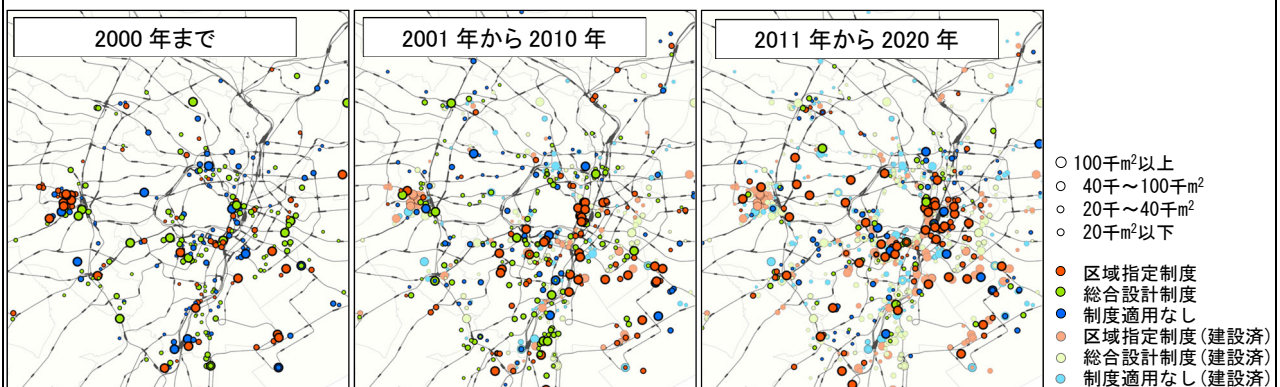 2000 年まで
2001 年から 2010 年
2011 年から 2020 年
100千m²以上
40千～100千m²
20千～40千m²
20千m²以下
区域指定制度
総合設計制度
制度適用なし
区域指定制度(建設済)
総合設計制度(建設済)
制度適用なし(建設済)